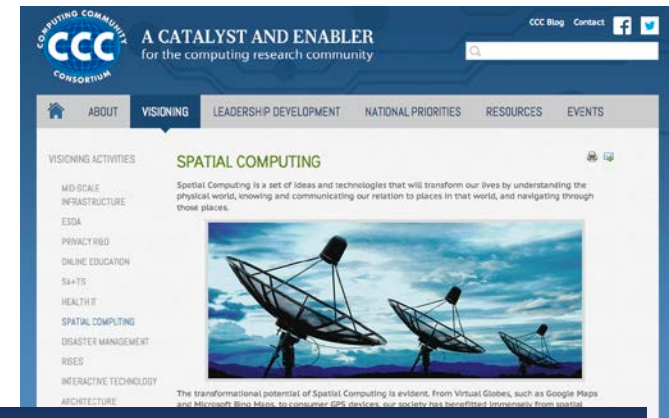 COMPUTING COMMUNITY
CCC
CONSORTIUM
A CATALYST AND ENABLER
for the computing research community
CCC Blog Contact
ABOUT VISIONING LEADERSHIP DEVELOPMENT NATIONAL PRIORITIES RESOURCES EVENTS
VISIONING ACTIVITIES
MID-SCALE
INFRASTRUCTURE
ESDA
PRIVACY R&D
ONLINE EDUCATION
SA+TS
HEALTH IT
SPATIAL COMPUTING
DISASTER MANAGEMENT
RISES
INTERACTIVE TECHNOLOGY
ARCHITECTURE
SPATIAL COMPUTING
Spatial Computing is a set of ideas and technologies that will transform our lives by understanding the
physical world, knowing and communicating our relation to places in that world, and navigating through
those places.
The transformational potential of Spatial Computing is evident. From Virtual Globes, such as Google Maps
and Microsoft Bing Maps, to consumer GPS devices, our society has benefitted immensely from spatial